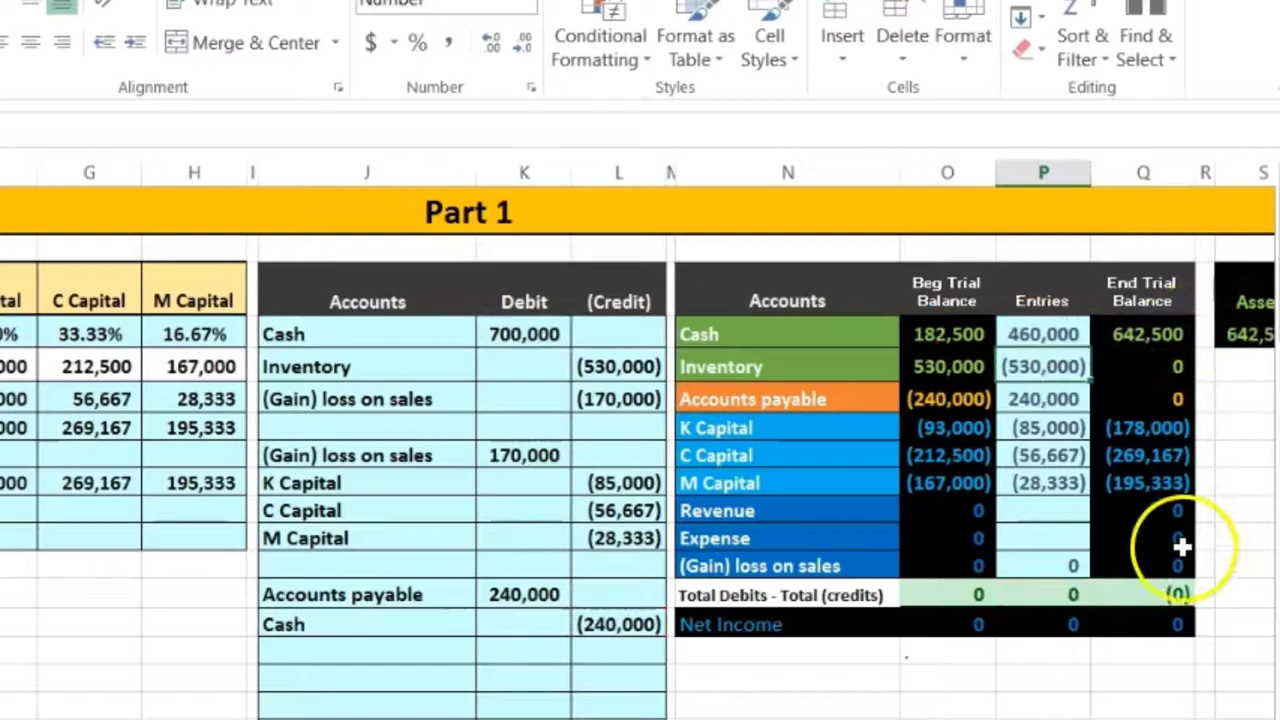 Wrap Text
Number
Merge & Center
$ % ,
Conditional Formatting
Format as Table
Cell Styles
Insert
Delete
Format
Sort & Filter
Find & Select
Alignment
Number
Styles
Cells
Editing
G H I J K L M N O P Q R S
Part 1
tal C Capital M Capital Accounts Debit (Credit) Accounts Beg Trial Balance Entries End Trial Balance Asse
0% 33.33% 16.67% Cash 700,000 Cash 182,500 460,000 642,500 642,5
000 212,500 167,000 Inventory (530,000) Inventory 530,000 (530,000) 0
000 56,667 28,333 (Gain) loss on sales (170,000) Accounts payable (240,000) 240,000 0
000 269,167 195,333 K Capital (93,000) (85,000) (178,000)
(Gain) loss on sales 170,000 C Capital (212,500) (56,667) (269,167)
000 269,167 195,333 K Capital (85,000) M Capital (167,000) (28,333) (195,333)
C Capital (56,667) Revenue 0 0
M Capital (28,333) Expense 0 0
(Gain) loss on sales 0 0 0
Accounts payable 240,000 Total Debits - Total (credits) 0 0 (0)
Cash (240,000) Net Income 0 0 0